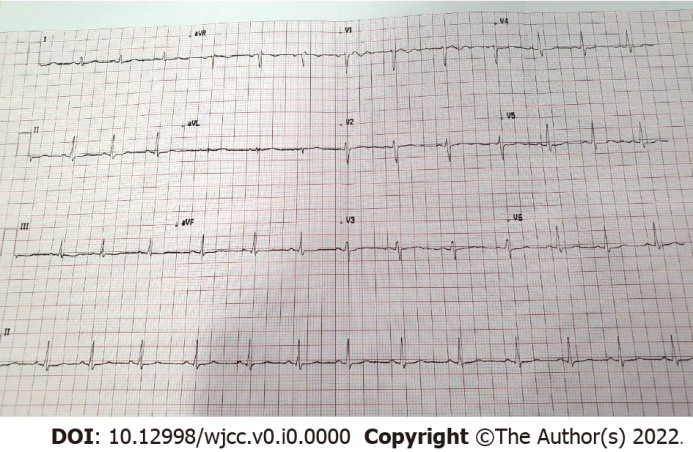 I aVR V1 V4
II aVL V2 V5
III aVF V3 V6
II
DOI: 10.12998/wjcc.v0.i0.0000 Copyright ©The Author(s) 2022.